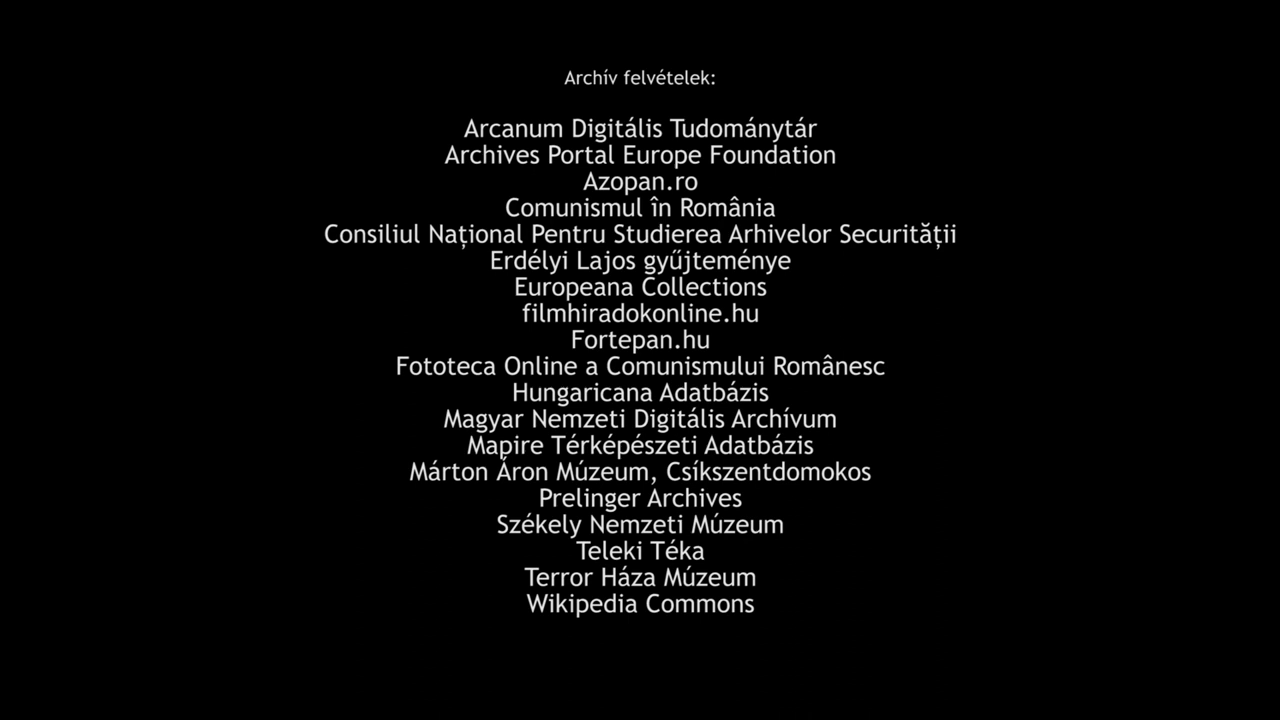 Archív felvételek:
Arcanum Digitális Tudománytár
Archives Portal Europe Foundation
Azopan.ro
Comunismul în România
Consiliul Național Pentru Studierea Arhivelor Securității
Erdélyi Lajos gyűjteménye
Europeana Collections
filmhiradokonline.hu
Fortepan.hu
Fototeca Online a Comunismului Românesc
Hungaricana Adatbázis
Magyar Nemzeti Digitális Archívum
Mapire Térképészeti Adatbázis
Márton Áron Múzeum, Csíkszentdomokos
Prelinger Archives
Székely Nemzeti Múzeum
Teleki Téka
Terror Háza Múzeum
Wikipedia Commons